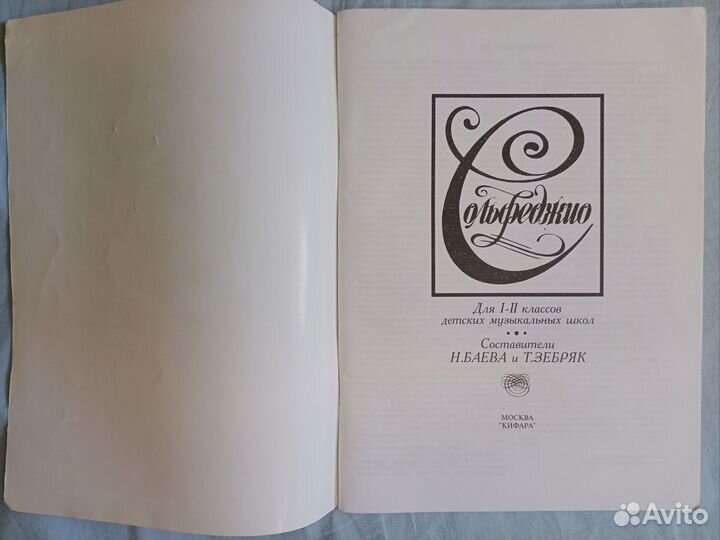 Сольфеджио
Для I-II классов
детских музыкальных школ
Составители
Н.БАЕВА и Т.ЗЕБРЯК
МОСКВА
"КИФАРА"
Avito